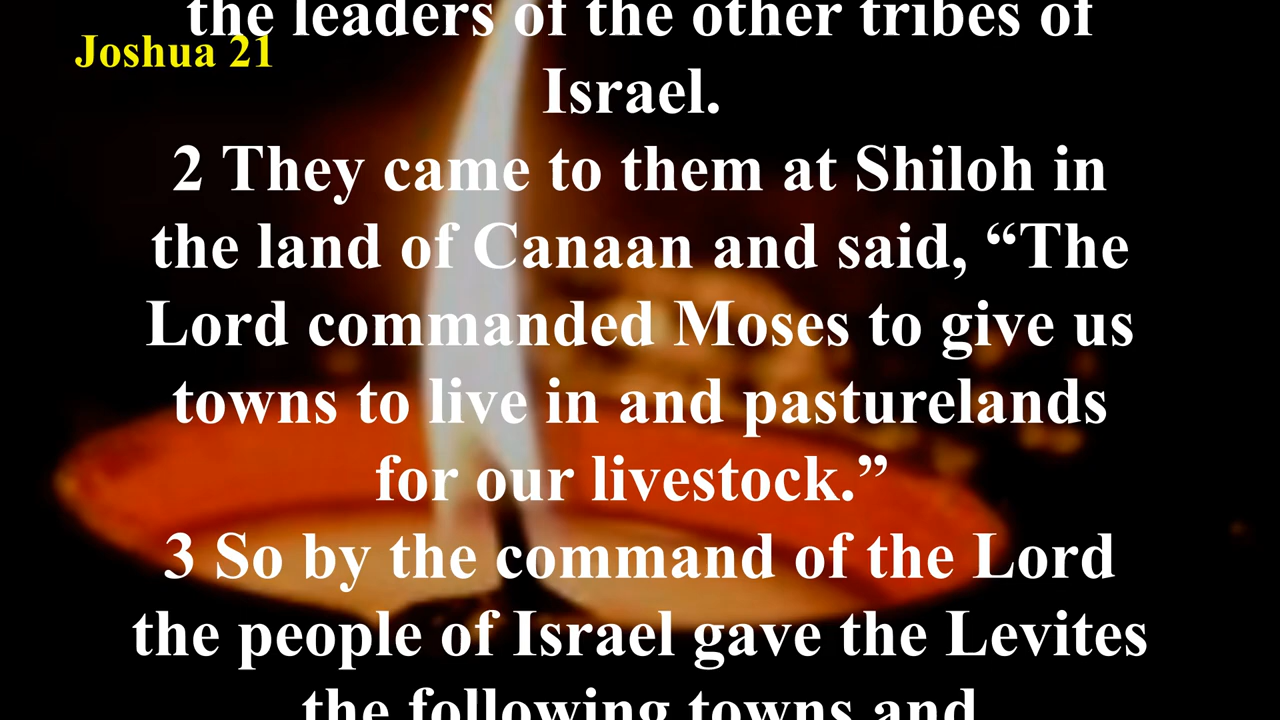 the leaders of the other tribes of
Joshua 21
Israel.
2 They came to them at Shiloh in
the land of Canaan and said, “The
Lord commanded Moses to give us
towns to live in and pasturelands
for our livestock.”
3 So by the command of the Lord
the people of Israel gave the Levites
the following towns and